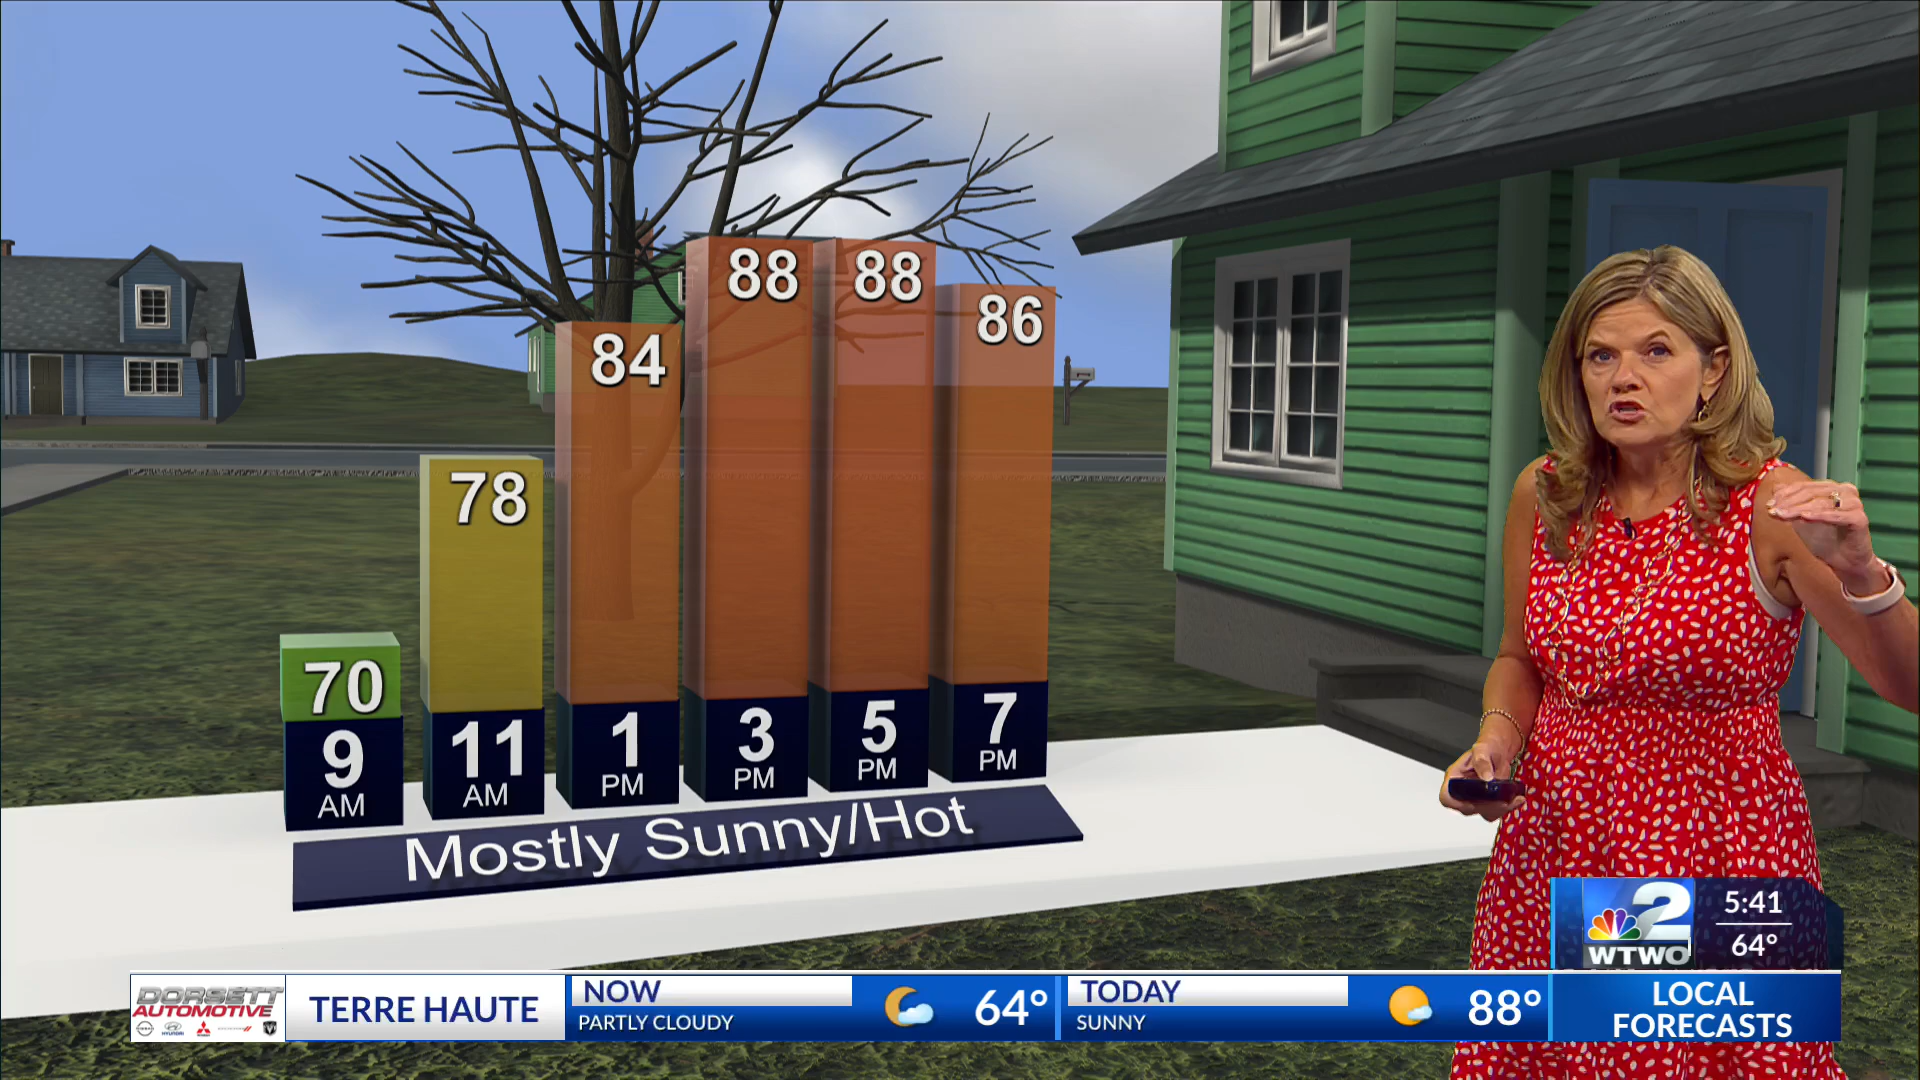 70
78
84
88
88
86
9
AM
11
AM
1
PM
3
PM
5
PM
7
PM
Mostly Sunny/Hot
2
WTWO
5:41
64°
DORSETT
AUTOMOTIVE
TERRE HAUTE
NOW
PARTLY CLOUDY
64°
TODAY
SUNNY
88°
LOCAL
FORECASTS